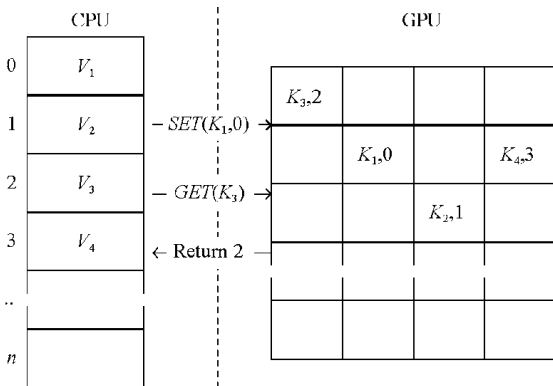 CPU
GPU
0
V₁
K₃,2
1
V₂
SET(K₁,0)
K₁,0
K₄,3
2
V₃
GET(K₃)
K₂,1
3
V₄
Return 2
..
n